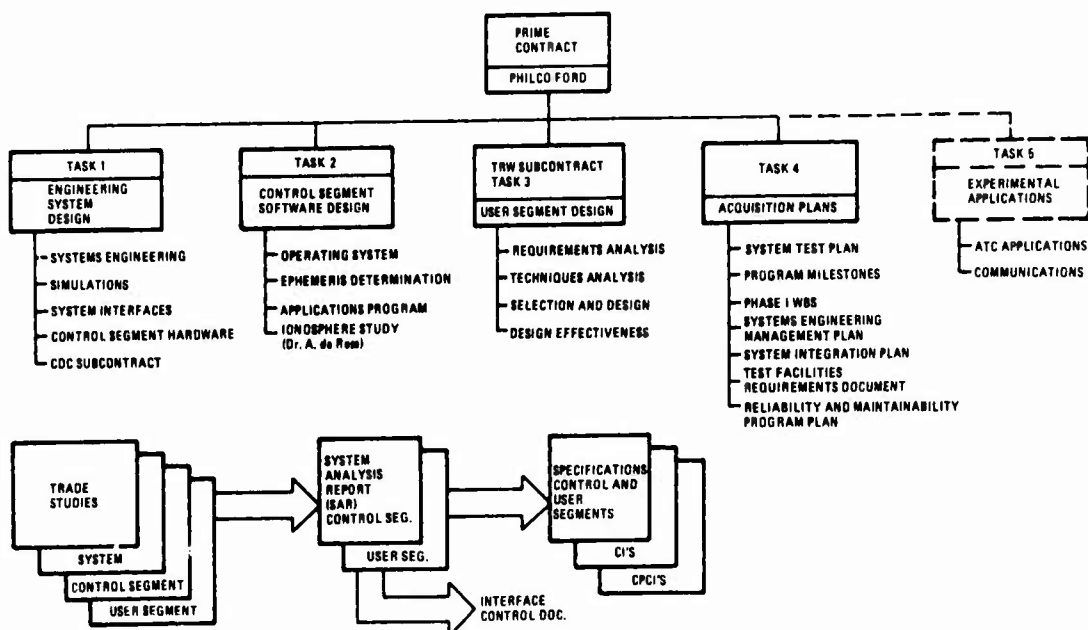 PRIME
CONTRACT
PHILCO FORD
TASK 1
ENGINEERING
SYSTEM
DESIGN
SYSTEMS ENGINEERING
SIMULATIONS
SYSTEM INTERFACES
CONTROL SEGMENT HARDWARE
CDC SUBCONTRACT
TASK 2
CONTROL SEGMENT
SOFTWARE DESIGN
OPERATING SYSTEM
EPHEMERIS DETERMINATION
APPLICATIONS PROGRAM
IONOSPHERE STUDY
(Dr. A. da Rosa)
TRW SUBCONTRACT
TASK 3
USER SEGMENT DESIGN
REQUIREMENTS ANALYSIS
TECHNIQUES ANALYSIS
SELECTION AND DESIGN
DESIGN EFFECTIVENESS
TASK 4
ACQUISITION PLANS
SYSTEM TEST PLAN
PROGRAM MILESTONES
PHASE I WBS
SYSTEMS ENGINEERING
MANAGEMENT PLAN
SYSTEM INTEGRATION PLAN
TEST FACILITIES
REQUIREMENTS DOCUMENT
RELIABILITY AND MAINTAINABILITY
PROGRAM PLAN
TASK 5
EXPERIMENTAL
APPLICATIONS
ATC APPLICATIONS
COMMUNICATIONS
TRADE
STUDIES
SYSTEM
CONTROL SEGMENT
USER SEGMENT
SYSTEM
ANALYSIS
REPORT
(SAR)
CONTROL SEG.
USER SEG.
INTERFACE
CONTROL DOC.
SPECIFICATIONS
CONTROL AND
USER
SEGMENTS
CI'S
CPCI'S